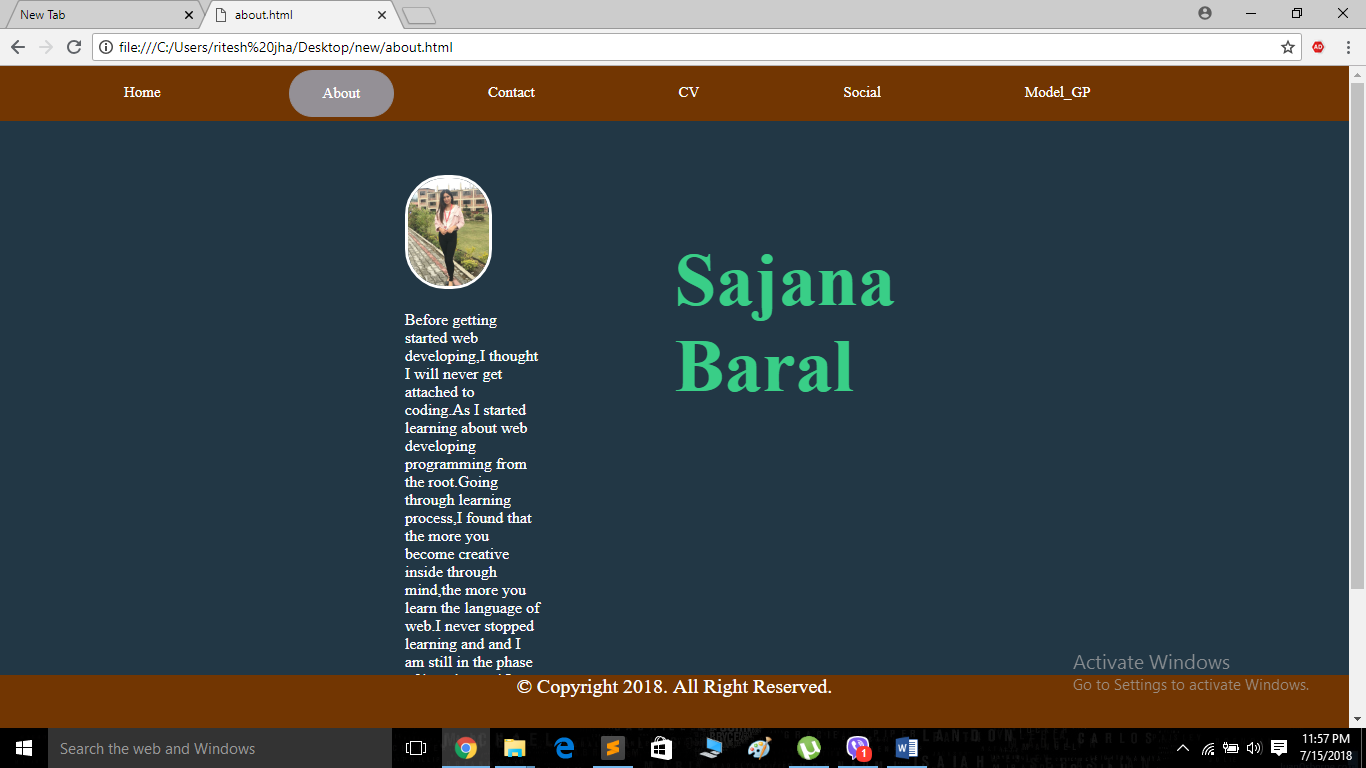 New Tab
about.html
file:///C:/Users/ritesh%20jha/Desktop/new/about.html
Home
About
Contact
CV
Social
Model_GP
Sajana
Baral
Before getting
started web
developing,I thought
I will never get
attached to
coding.As I started
learning about web
developing
programming from
the root.Going
through learning
process,I found that
the more you
become creative
inside through
mind,the more you
learn the language of
web.I never stopped
learning and and I
am still in the phase
Activate Windows
Go to Settings to activate Windows.
© Copyright 2018. All Right Reserved.
Search the web and Windows
1
11:57 PM
7/15/2018